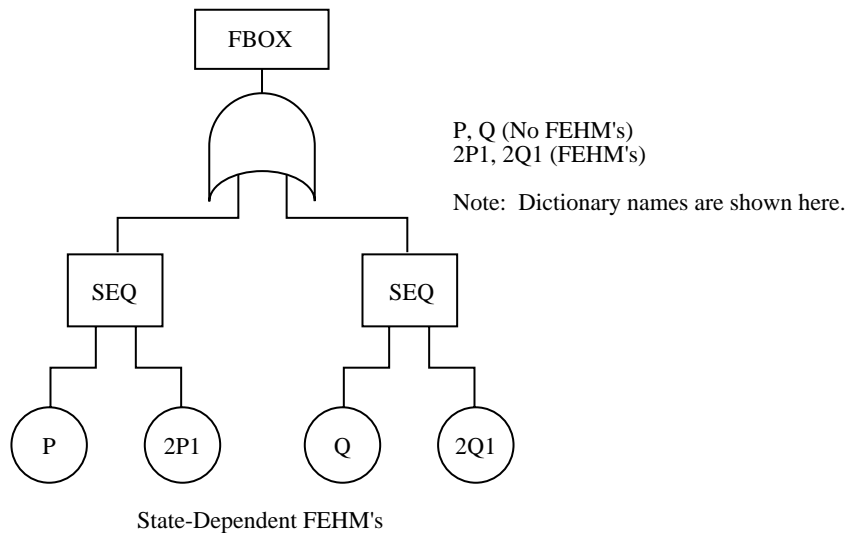 FBOX
P, Q (No FEHM's)
2P1, 2Q1 (FEHM's)
Note: Dictionary names are shown here.
SEQ
SEQ
P
2P1
Q
2Q1
State-Dependent FEHM's